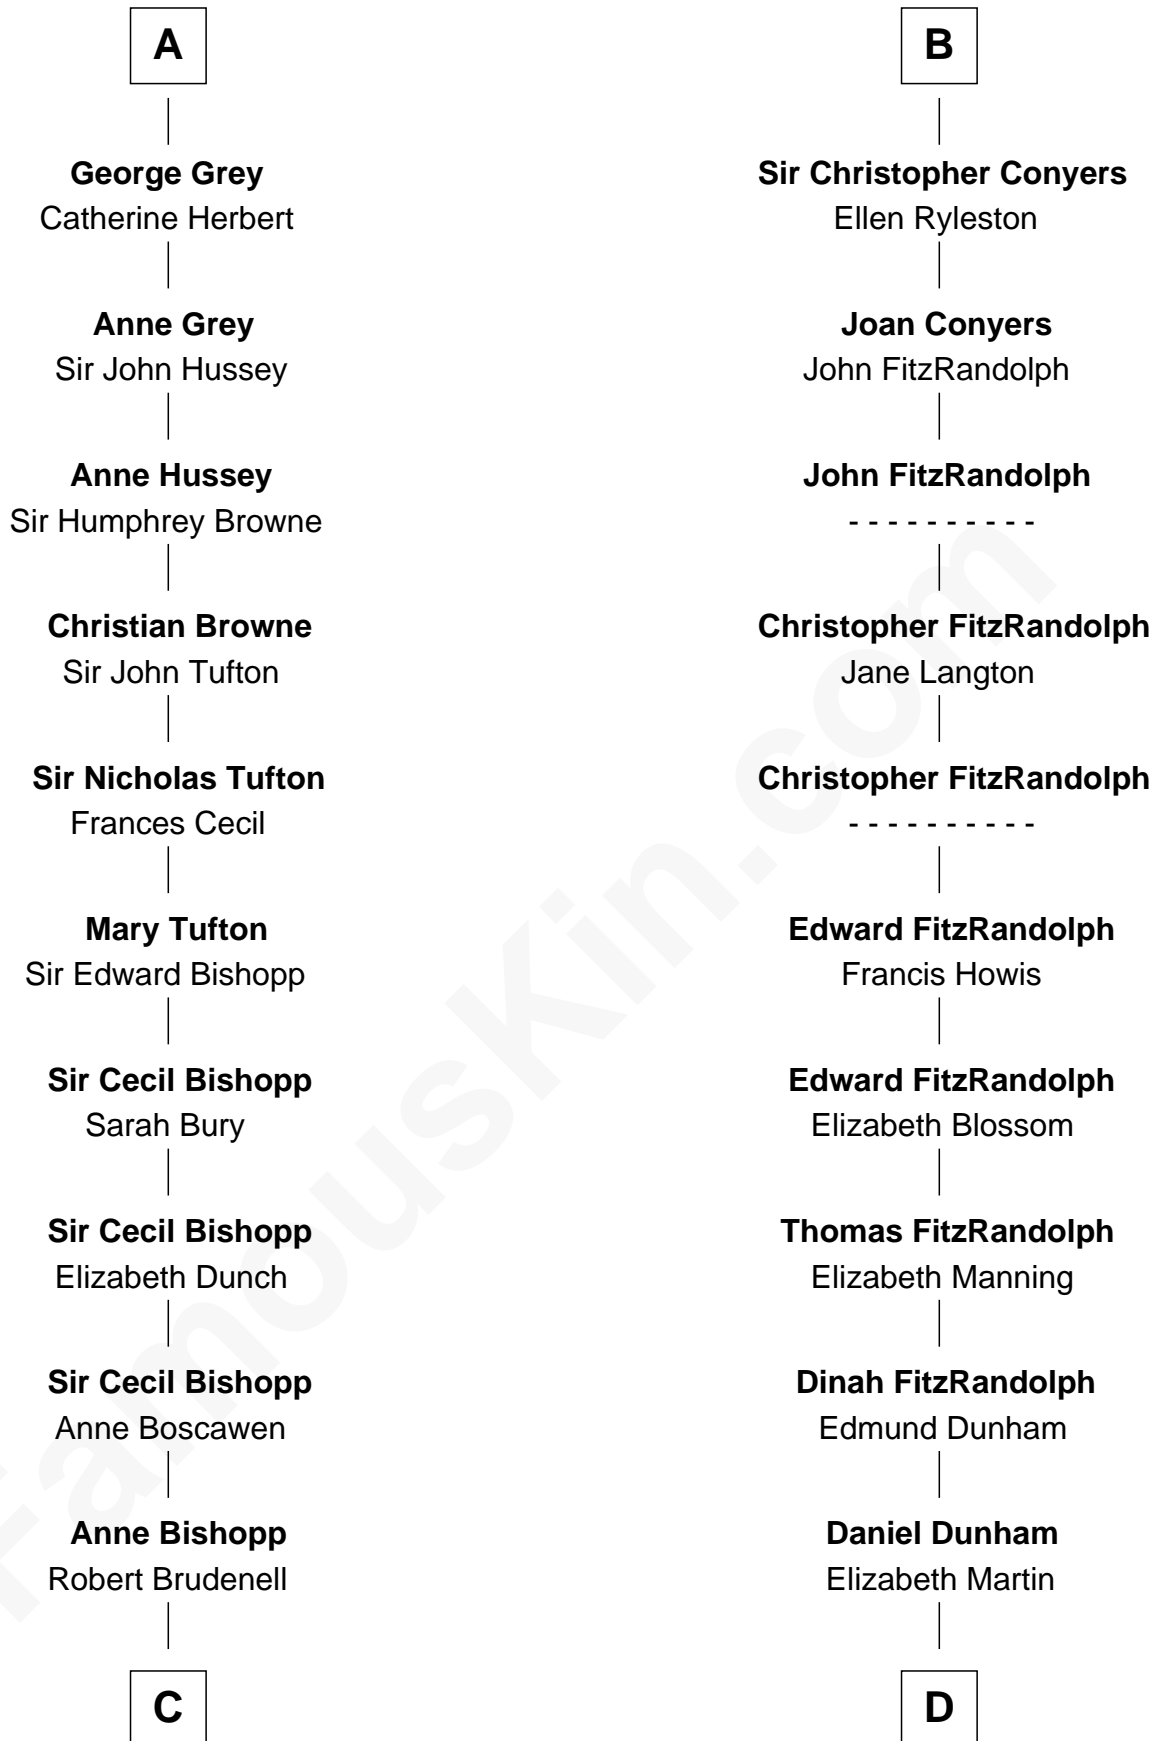 A
George Grey
Catherine Herbert
Anne Grey
Sir John Hussey
Anne Hussey
Sir Humphrey Browne
Christian Browne
Sir John Tufton
Sir Nicholas Tufton
Frances Cecil
Mary Tufton
Sir Edward Bishopp
Sir Cecil Bishopp
Sarah Bury
Sir Cecil Bishopp
Elizabeth Dunch
Sir Cecil Bishopp
Anne Boscawen
Anne Bishopp
Robert Brudenell
C
B
Sir Christopher Conyers
Ellen Ryleston
Joan Conyers
John FitzRandolph
John FitzRandolph
- - - - - - - - - -
Christopher FitzRandolph
Jane Langton
Christopher FitzRandolph
- - - - - - - - - -
Edward FitzRandolph
Francis Howis
Edward FitzRandolph
Elizabeth Blossom
Thomas FitzRandolph
Elizabeth Manning
Dinah FitzRandolph
Edmund Dunham
Daniel Dunham
Elizabeth Martin
D
FamousKin.com